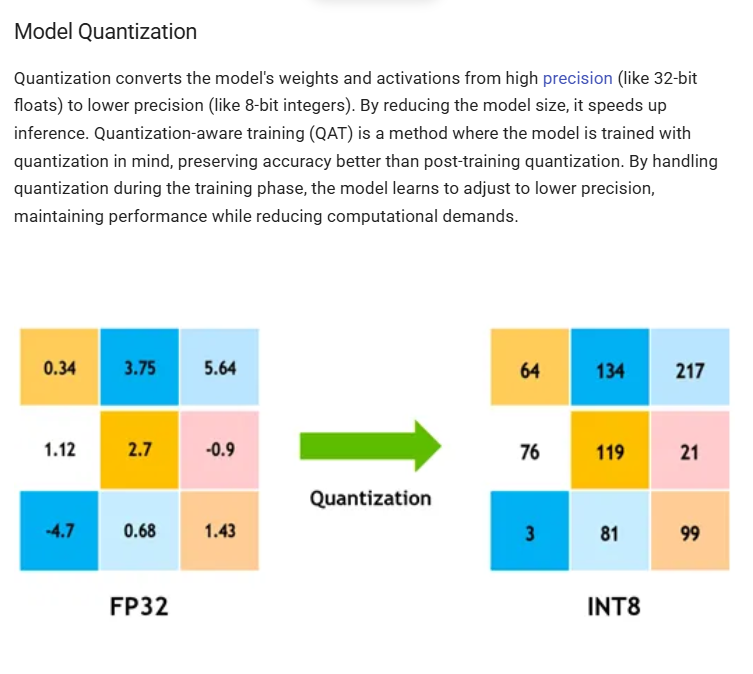 Model Quantization
Quantization converts the model's weights and activations from high precision (like 32-bit
floats) to lower precision (like 8-bit integers). By reducing the model size, it speeds up
inference. Quantization-aware training (QAT) is a method where the model is trained with
quantization in mind, preserving accuracy better than post-training quantization. By handling
quantization during the training phase, the model learns to adjust to lower precision,
maintaining performance while reducing computational demands.
0.34 3.75 5.64
1.12 2.7 -0.9
-4.7 0.68 1.43
FP32
Quantization
64 134 217
76 119 21
3 81 99
INT8